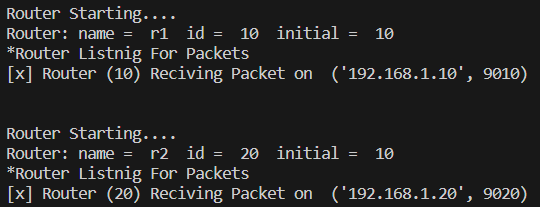 Router Starting....
Router: name =  r1  id =  10  initial =  10
*Router Listnig For Packets
[x] Router (10) Reciving Packet on  ('192.168.1.10', 9010)
Router Starting....
Router: name =  r2  id =  20  initial =  10
*Router Listnig For Packets
[x] Router (20) Reciving Packet on  ('192.168.1.20', 9020)